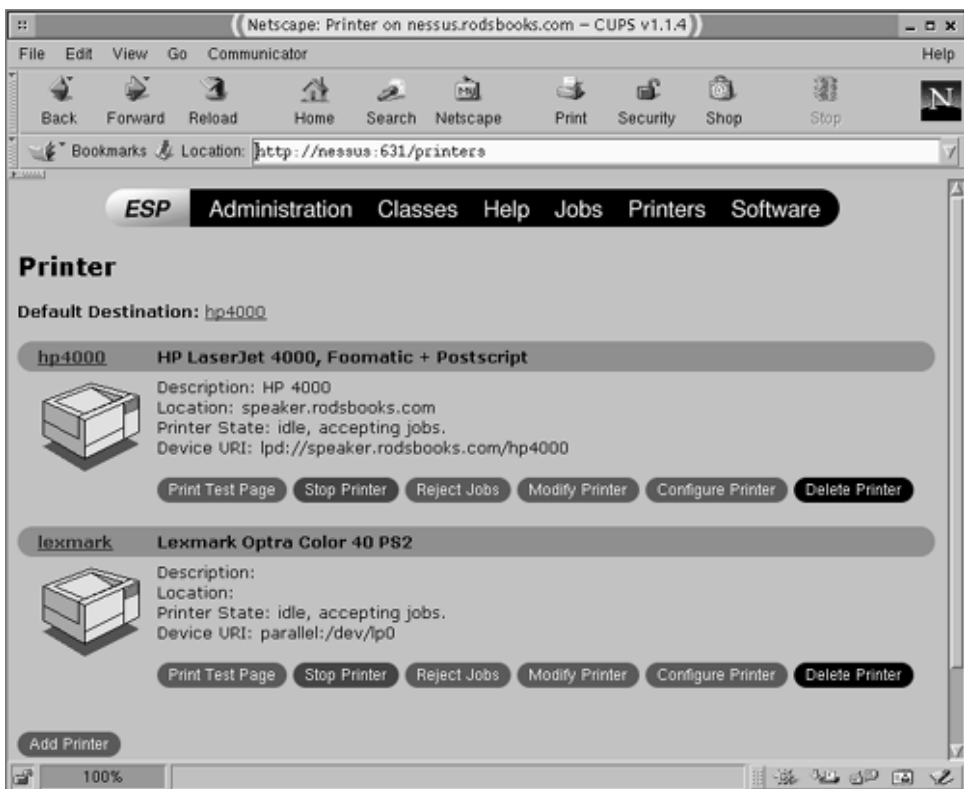 Netscape: Printer on nessus.rodsbooks.com – CUPS v1.1.4
File Edit View Go Communicator Help
Back Forward Reload Home Search Netscape Print Security Shop Stop
My
N
Bookmarks Location: http://nessus:631/printers
ESP Administration Classes Help Jobs Printers Software
Printer
Default Destination: hp4000
hp4000 HP LaserJet 4000, Foomatic + Postscript
Description: HP 4000
Location: speaker.rodsbooks.com
Printer State: idle, accepting jobs.
Device URI: lpd://speaker.rodsbooks.com/hp4000
Print Test Page Stop Printer Reject Jobs Modify Printer Configure Printer Delete Printer
lexmark Lexmark Optra Color 40 PS2
Description:
Location:
Printer State: idle, accepting jobs.
Device URI: parallel:/dev/lp0
Print Test Page Stop Printer Reject Jobs Modify Printer Configure Printer Delete Printer
Add Printer
100%